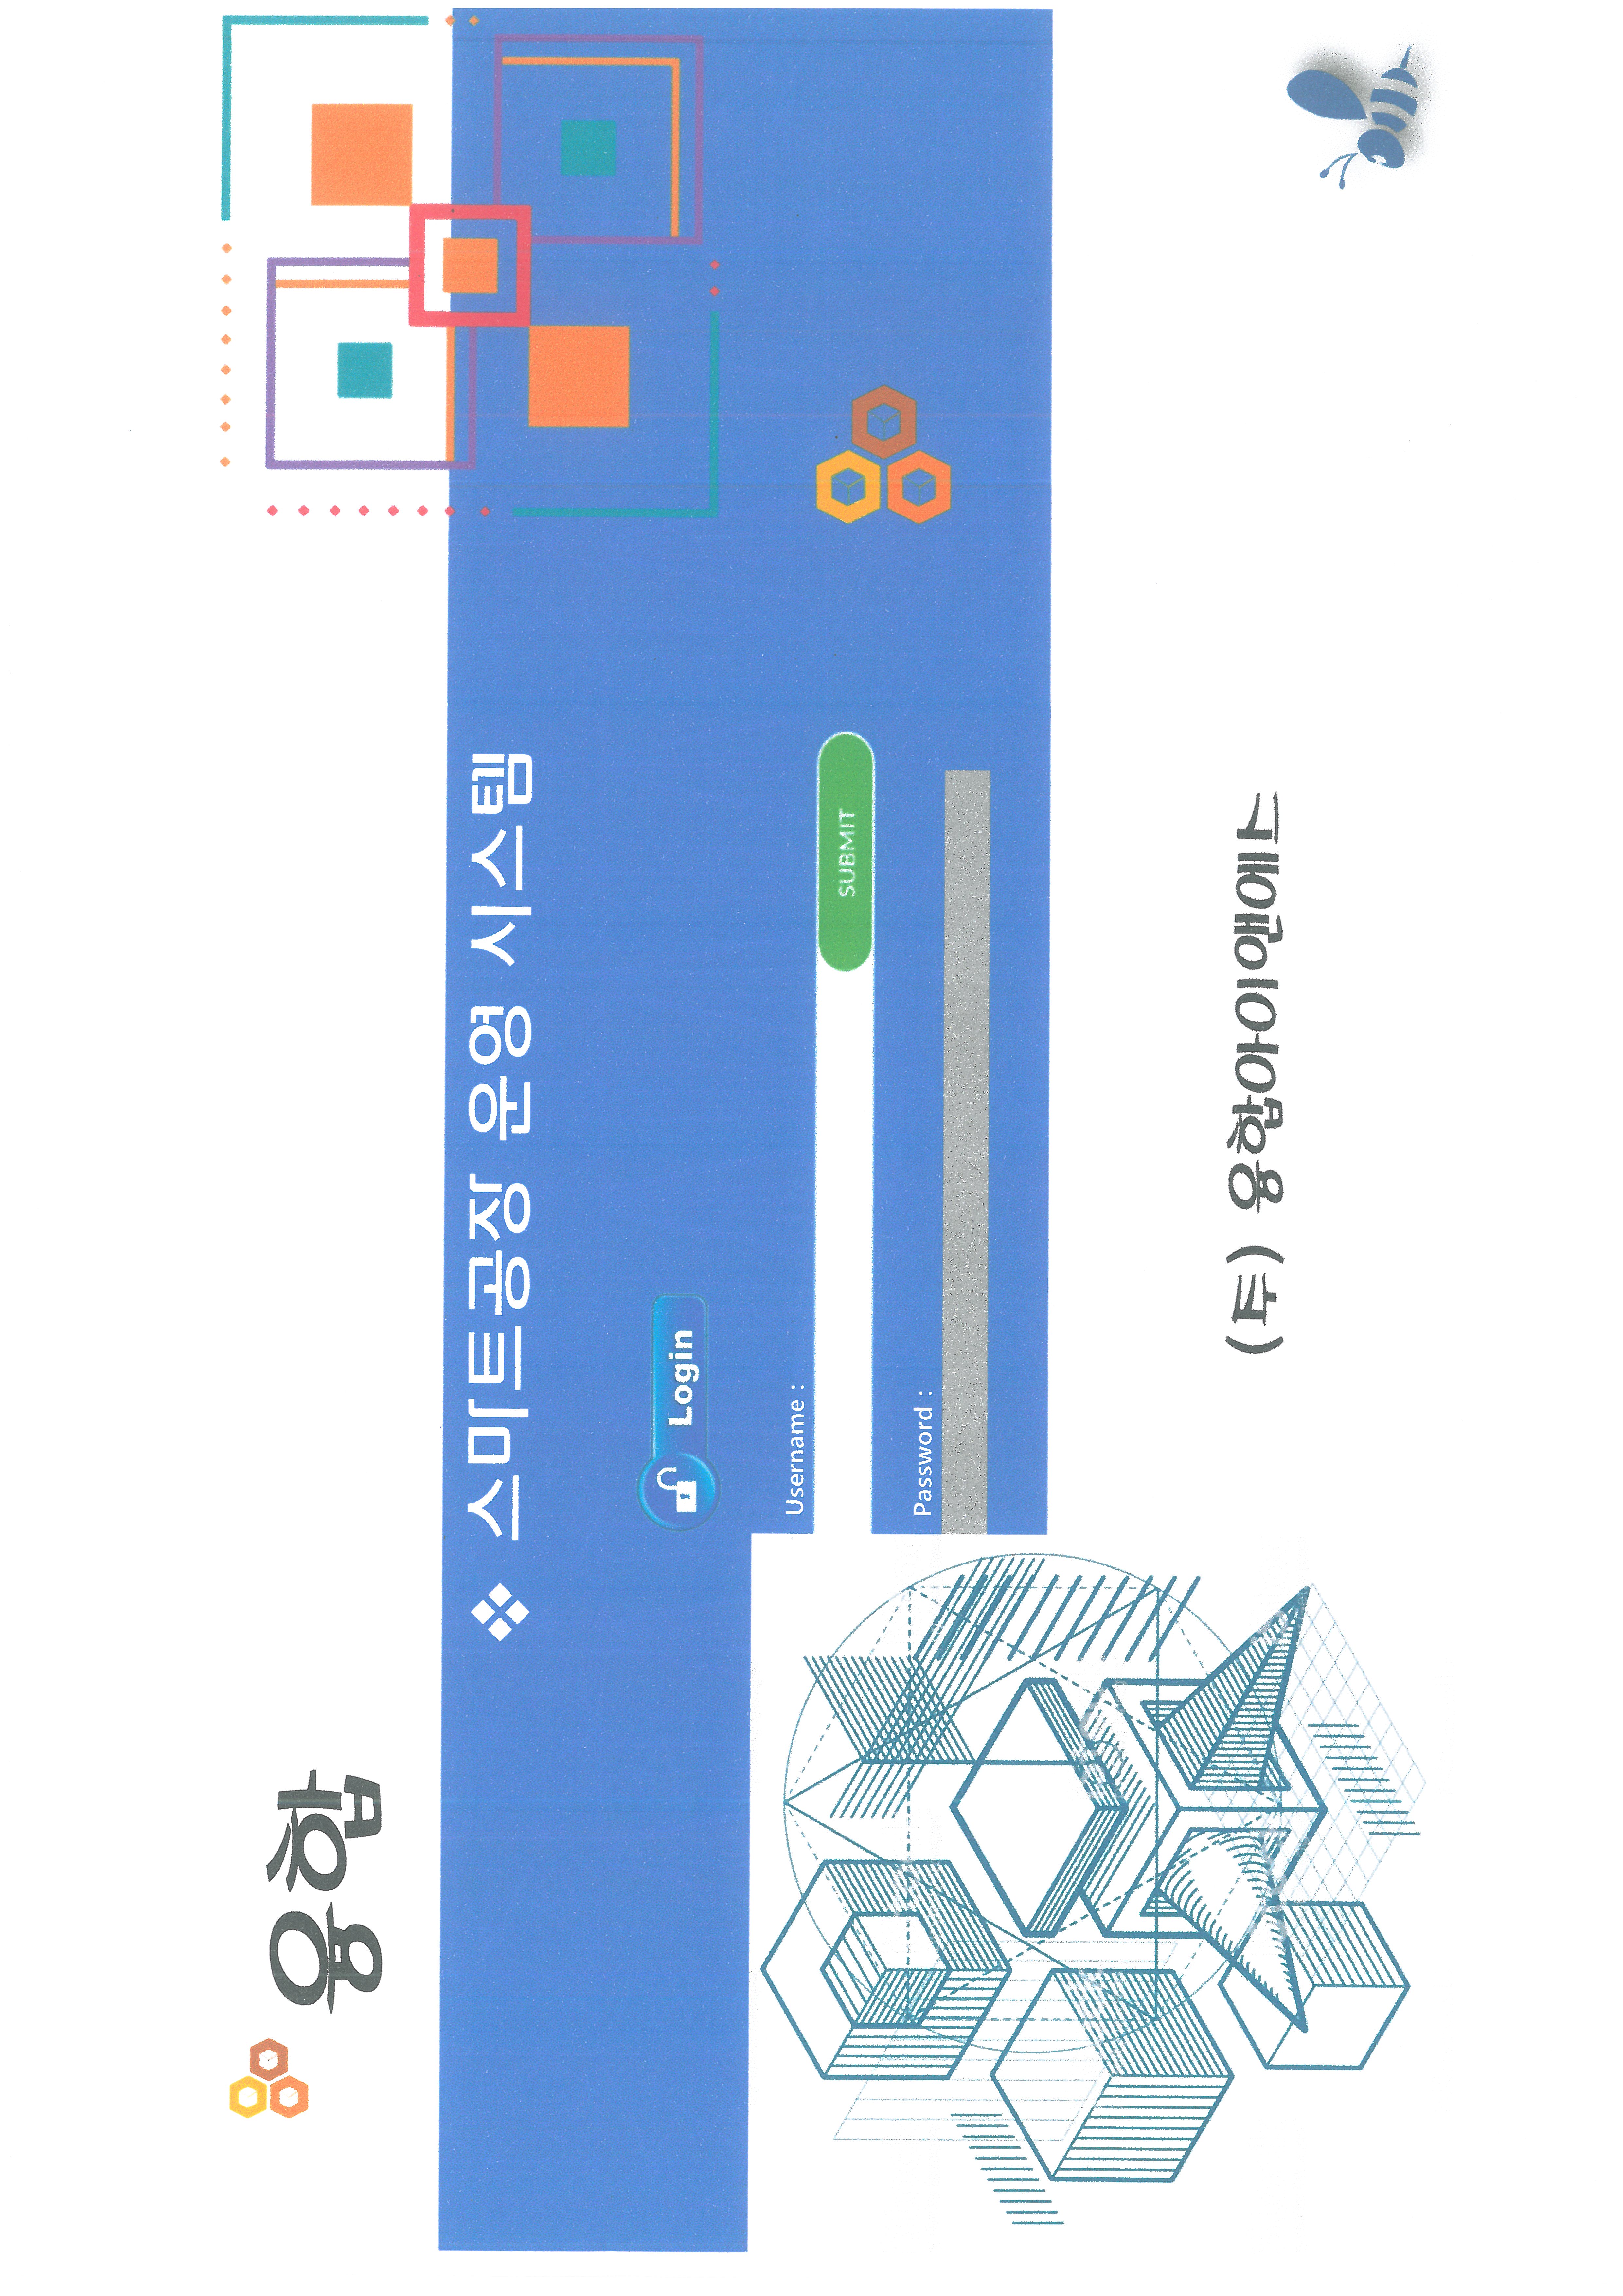 융합
❖ 스마트공장 운영 시스템
Login
Username :
SUBMIT
Password :
(투) 융합아이앤에스